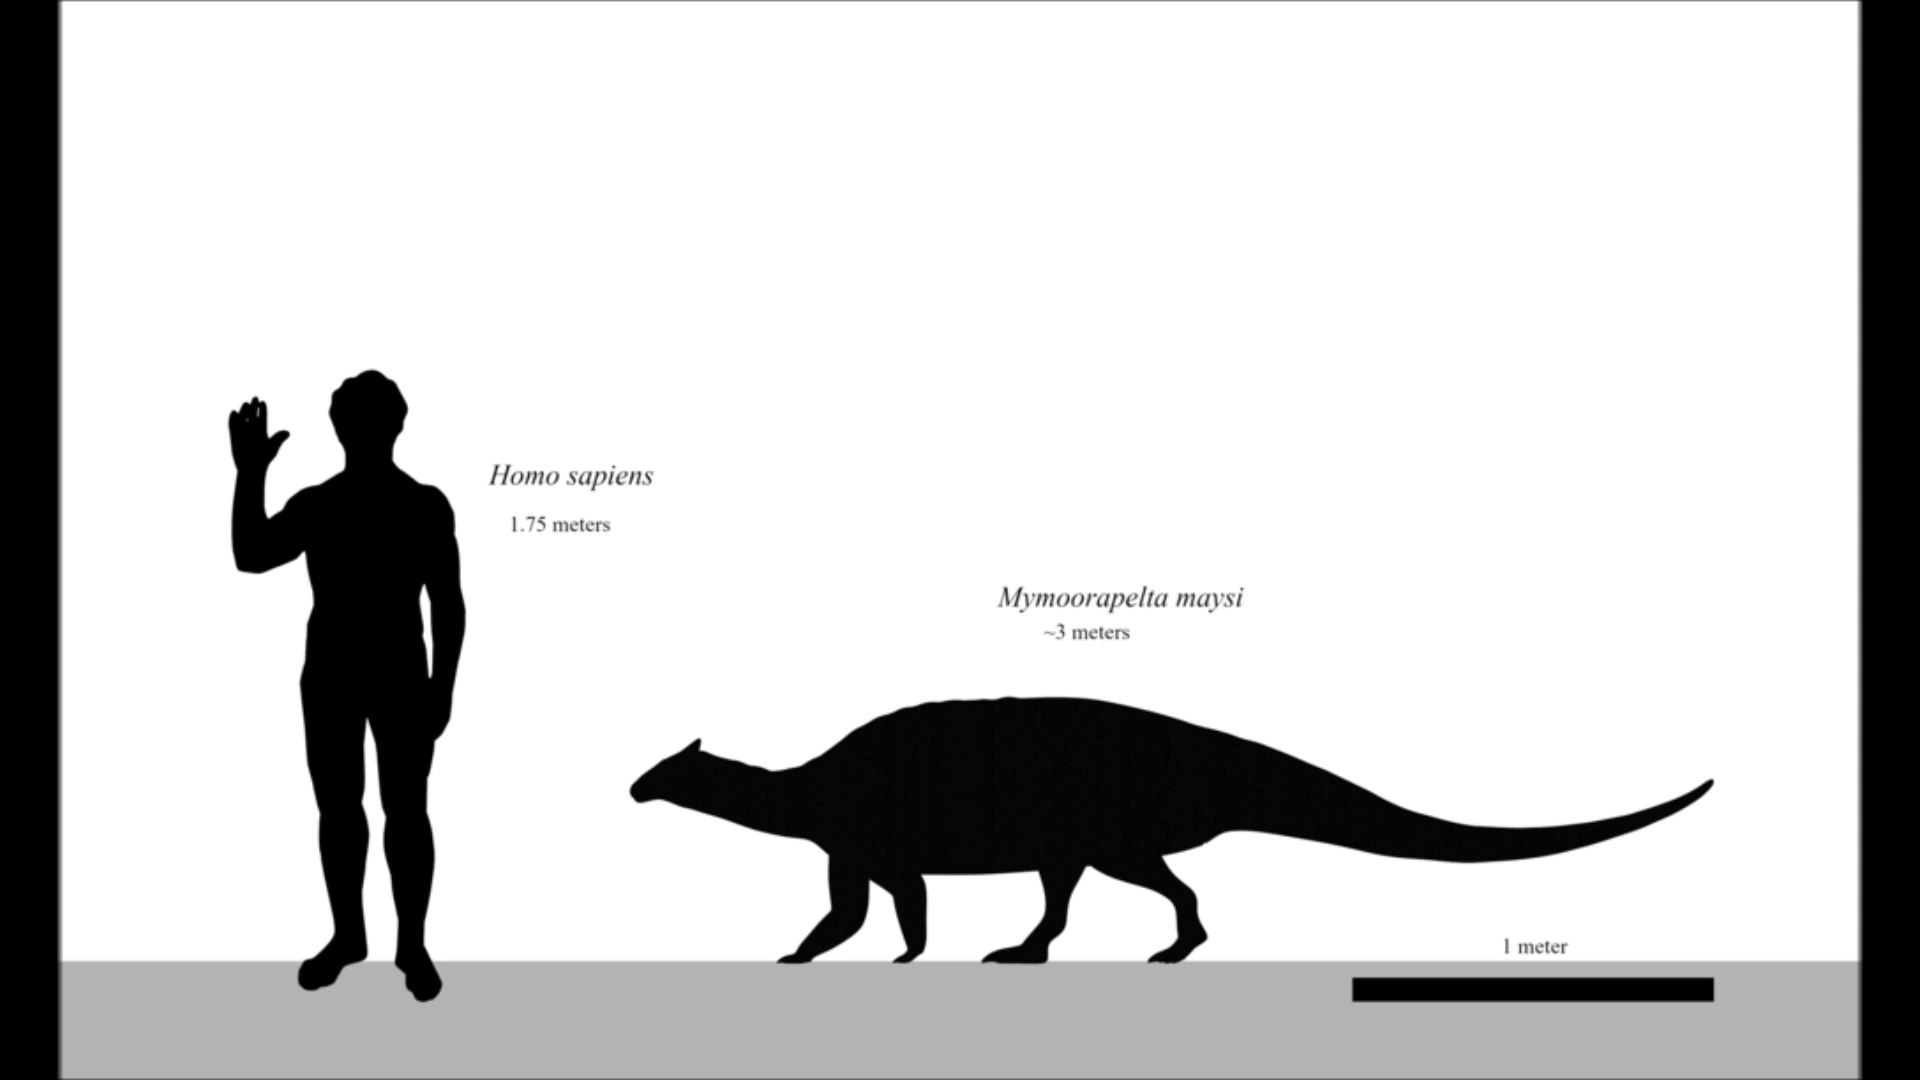 Homo sapiens
1.75 meters
Mymoorapelta maysi
~3 meters
1 meter